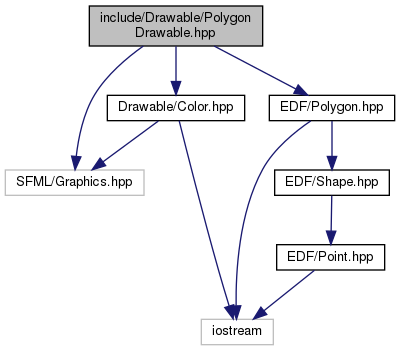 include/Drawable/Polygon
Drawable.hpp
Drawable/Color.hpp
EDF/Polygon.hpp
SFML/Graphics.hpp
EDF/Shape.hpp
EDF/Point.hpp
iostream